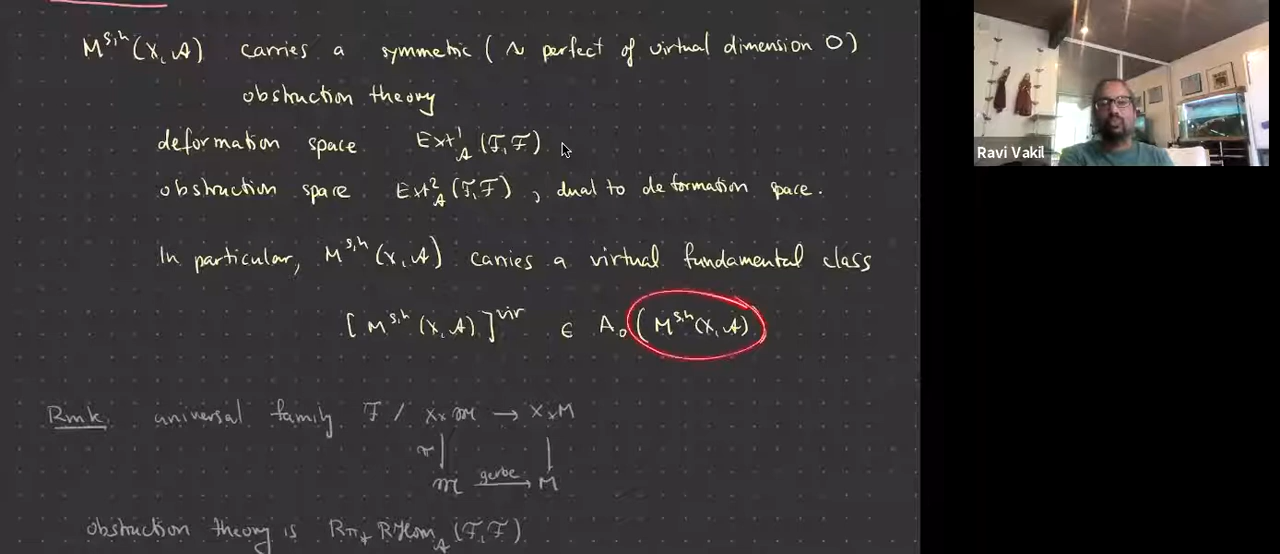 M^{s,h}(X,A) carries a symmetric (~ perfect of virtual dimension 0)
obstruction theory
deformation space Ext^1_A (F,F)
obstruction space Ext^2_A (F,F), dual to deformation space.
In particular, M^{s,h}(X,A) carries a virtual fundamental class
[M^{s,h}(X,A)]^{vir} ∈ A_0 (M^{s,h}(X,A)
Rmk. universal family F / X×𝓜 → X×M
π
𝓜 gerbe → M
obstruction theory is Rπ_* RHom_A (F,F)
Ravi Vakil